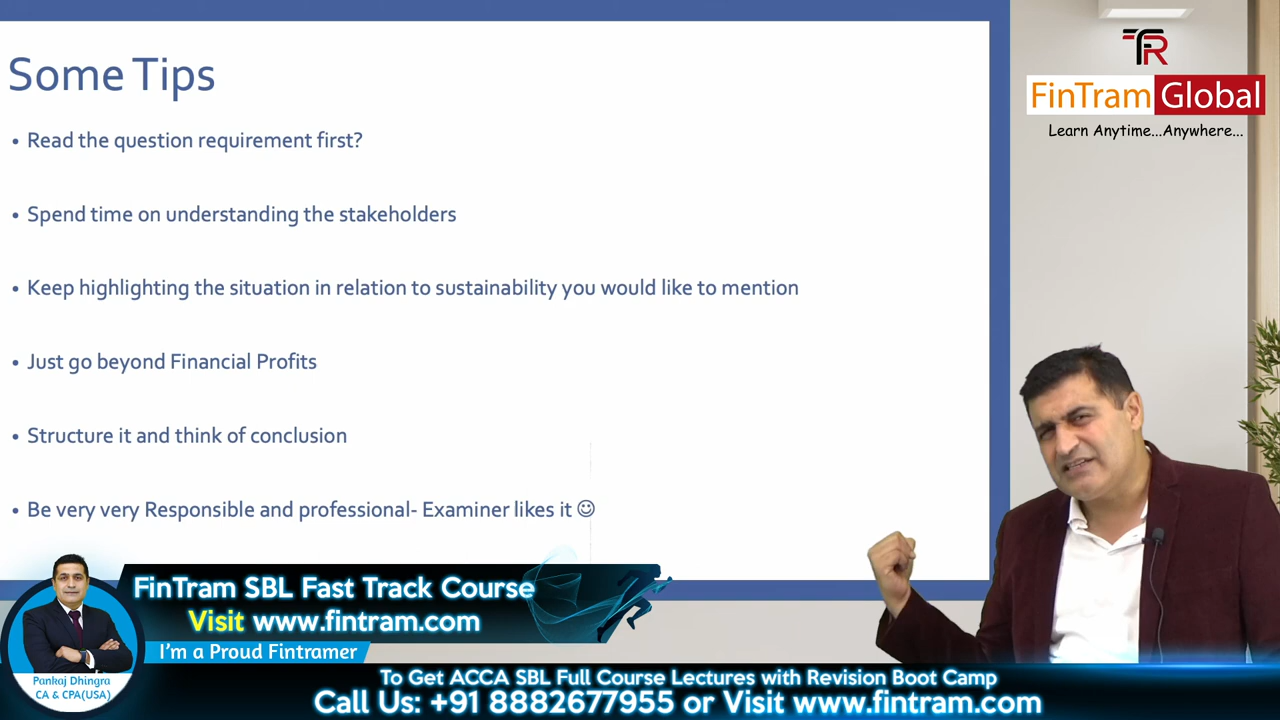 Some Tips
• Read the question requirement first?
• Spend time on understanding the stakeholders
• Keep highlighting the situation in relation to sustainability you would like to mention
• Just go beyond Financial Profits
• Structure it and think of conclusion
• Be very very Responsible and professional- Examiner likes it ☺
TR
FinTram Global
Learn Anytime...Anywhere...
FinTram SBL Fast Track Course
Visit www.fintram.com
I'm a Proud Fintramer
Pankaj Dhingra
CA & CPA(USA)
To Get ACCA SBL Full Course Lectures with Revision Boot Camp
Call Us: +91 8882677955 or Visit www.fintram.com